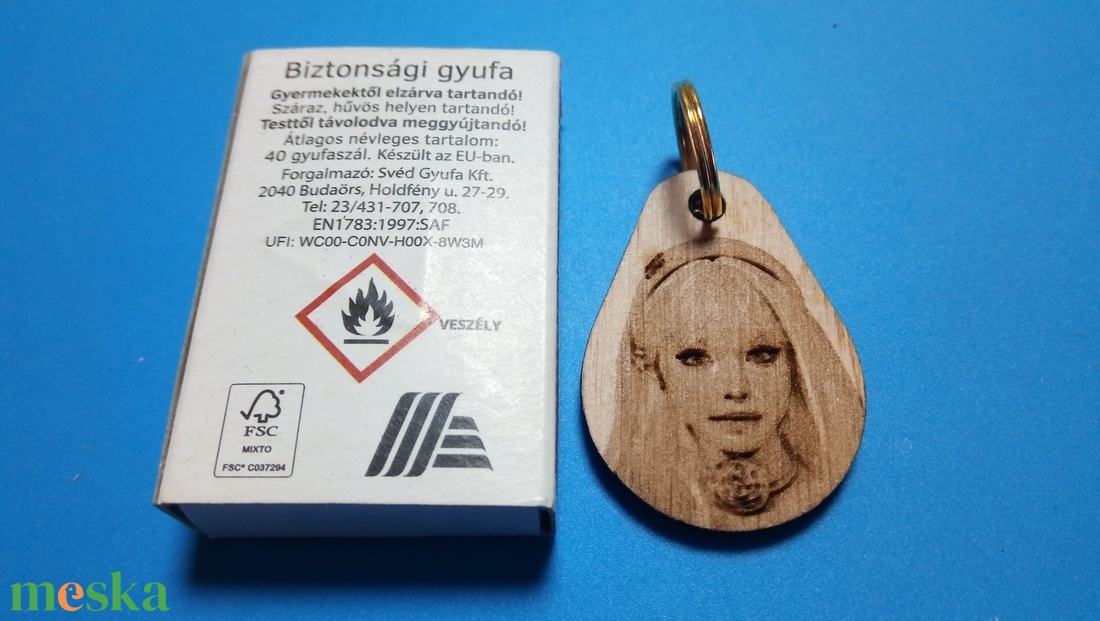 Biztonsági gyufa
Gyermekektől elzárva tartandó!
Száraz, hűvös helyen tartandó!
Testtől távolodva meggyújtandó!
Átlagos névleges tartalom:
40 gyufaszál. Készült az EU-ban.
Forgalmazó: Svéd Gyufa Kft.
2040 Budaörs, Holdfény u. 27-29.
Tel: 23/431-707, 708.
EN1783:1997:SAF
UFI: WC00-C0NV-H00X-8W3M
VESZÉLY
FSC
MIXTO
FSC® C037294
meska